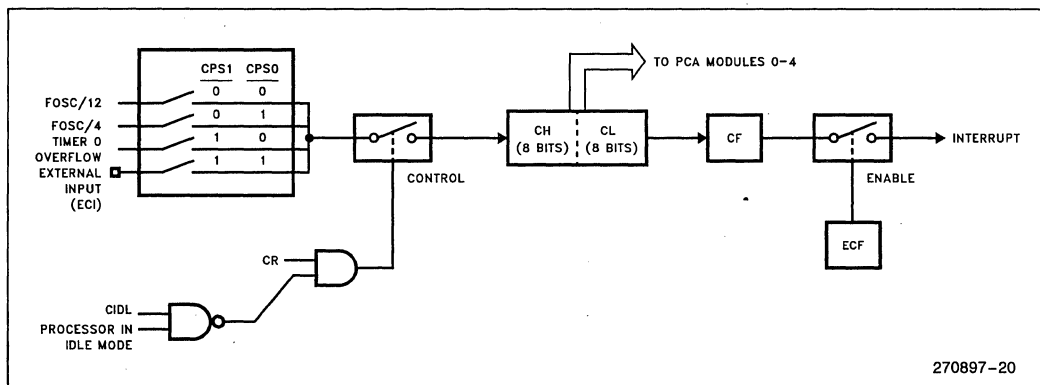 CPS1 CPS0
FOSC/12
0 0
FOSC/4
0 1
TIMER 0
OVERFLOW
1 0
EXTERNAL
INPUT
(ECI)
1 1
CONTROL
CH
(8 BITS)
CL
(8 BITS)
TO PCA MODULES 0-4
CF
ENABLE
INTERRUPT
ECF
CR
CIDL
PROCESSOR IN
IDLE MODE
270897-20